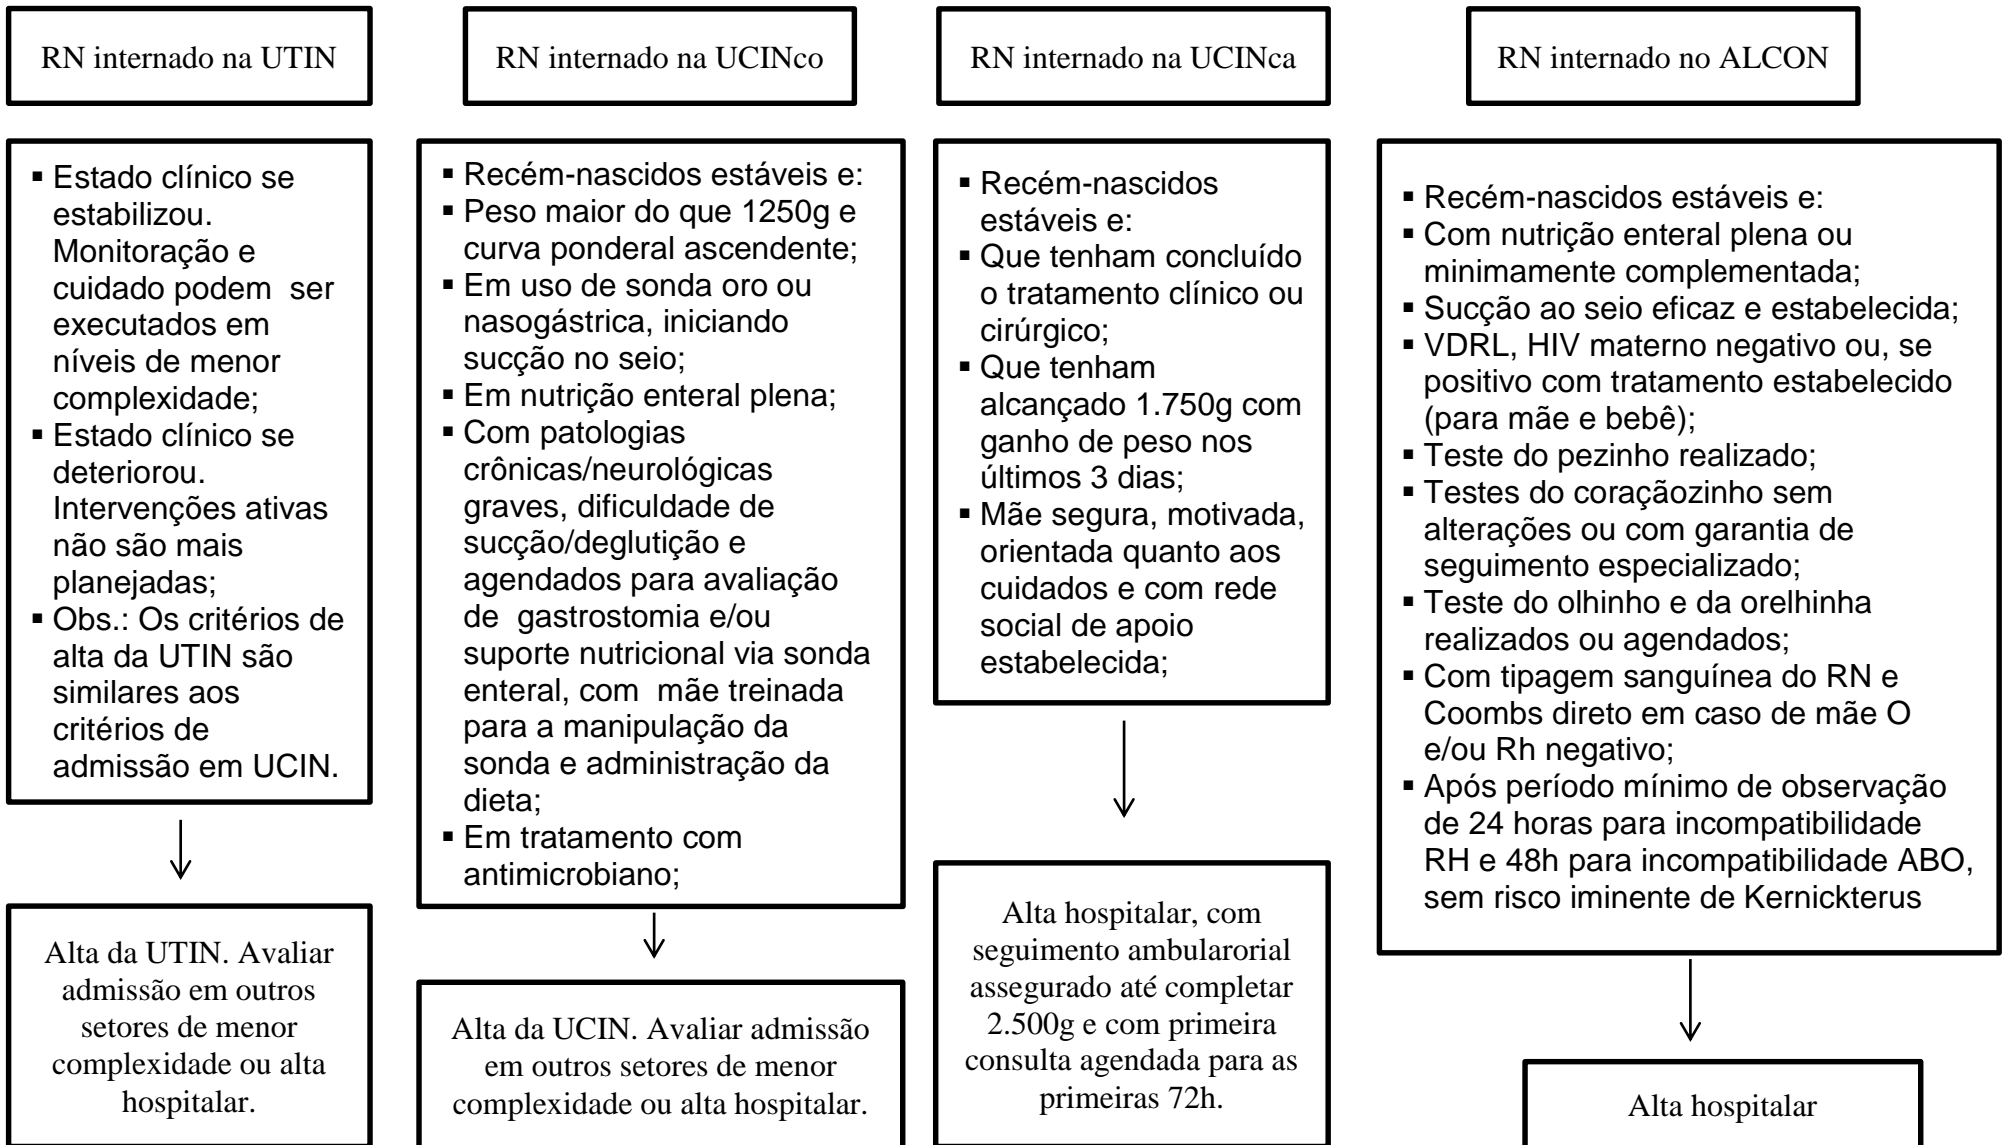 RN internado na UTIN
▪ Estado clínico se
estabilizou.
Monitoração e
cuidado podem ser
executados em
níveis de menor
complexidade;
▪ Estado clínico se
deteriorou.
Intervenções ativas
não são mais
planejadas;
▪ Obs.: Os critérios de
alta da UTIN são
similares aos
critérios de
admissão em UCIN.
Alta da UTIN. Avaliar
admissão em outros
setores de menor
complexidade ou alta
hospitalar.
RN internado na UCINco
▪ Recém-nascidos estáveis e:
▪ Peso maior do que 1250g e
curva ponderal ascendente;
▪ Em uso de sonda oro ou
nasogástrica, iniciando
sucção no seio;
▪ Em nutrição enteral plena;
▪ Com patologias
crônicas/neurológicas
graves, dificuldade de
sucção/deglutição e
agendados para avaliação
de gastrostomia e/ou
suporte nutricional via sonda
enteral, com mãe treinada
para a manipulação da
sonda e administração da
dieta;
▪ Em tratamento com
antimicrobiano;
Alta da UCIN. Avaliar admissão
em outros setores de menor
complexidade ou alta hospitalar.
RN internado na UCINca
▪ Recém-nascidos
estáveis e:
▪ Que tenham concluído
o tratamento clínico ou
cirúrgico;
▪ Que tenham
alcançado 1.750g com
ganho de peso nos
últimos 3 dias;
▪ Mãe segura, motivada,
orientada quanto aos
cuidados e com rede
social de apoio
estabelecida;
Alta hospitalar, com
seguimento ambularorial
assegurado até completar
2.500g e com primeira
consulta agendada para as
primeiras 72h.
RN internado no ALCON
▪ Recém-nascidos estáveis e:
▪ Com nutrição enteral plena ou
minimamente complementada;
▪ Sucção ao seio eficaz e estabelecida;
▪ VDRL, HIV materno negativo ou, se
positivo com tratamento estabelecido
(para mãe e bebê);
▪ Teste do pezinho realizado;
▪ Testes do coraçãozinho sem
alterações ou com garantia de
seguimento especializado;
▪ Teste do olhinho e da orelhinha
realizados ou agendados;
▪ Com tipagem sanguínea do RN e
Coombs direto em caso de mãe O
e/ou Rh negativo;
▪ Após período mínimo de observação
de 24 horas para incompatibilidade
RH e 48h para incompatibilidade ABO,
sem risco iminente de Kernickterus
Alta hospitalar